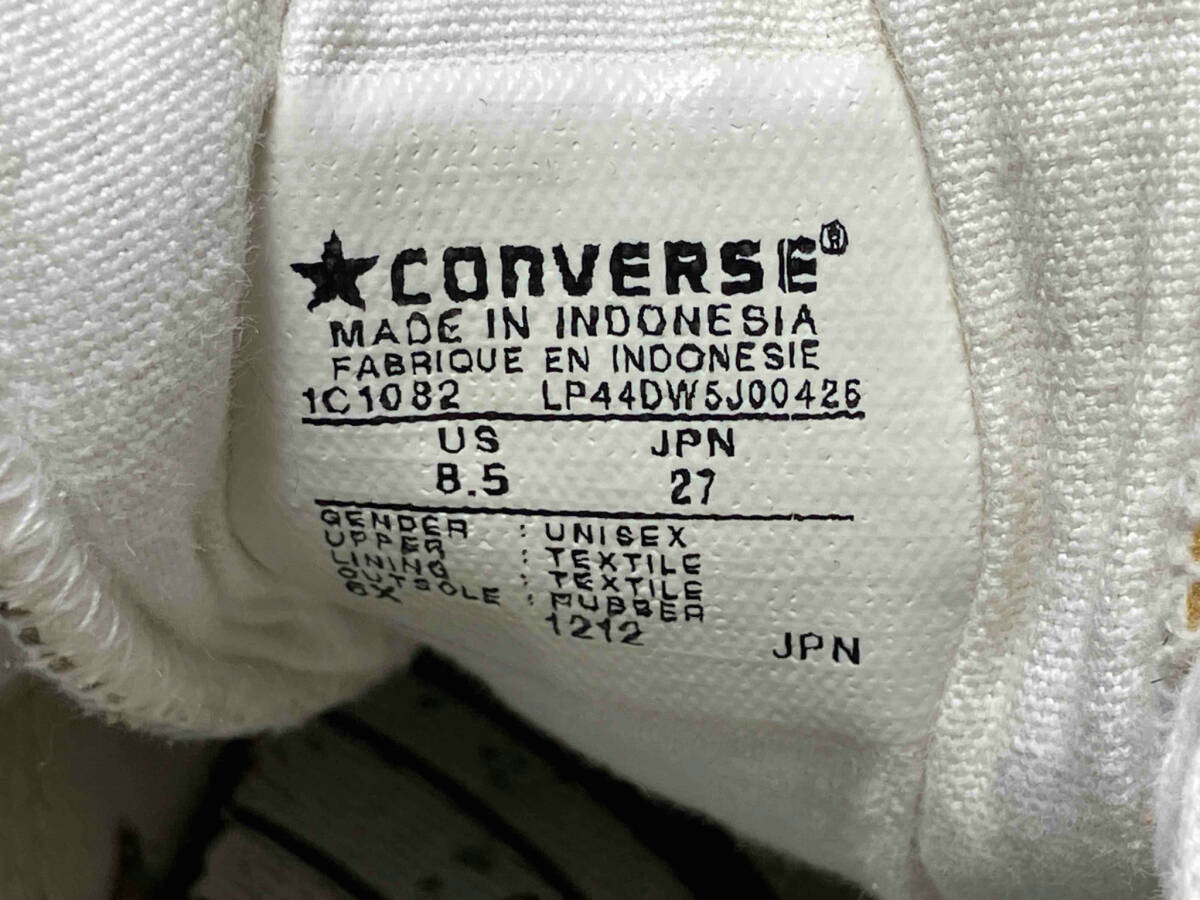 CONVERSE®
MADE IN INDONESIA
FABRIQUE EN INDONESIE
1C1082 LP44DW5J00426
US JPN
8.5 27
GENDER : UNISEX
UPPER : TEXTILE
LINING : TEXTILE
OUTSOLE : RUBBER
6X 1212 JPN